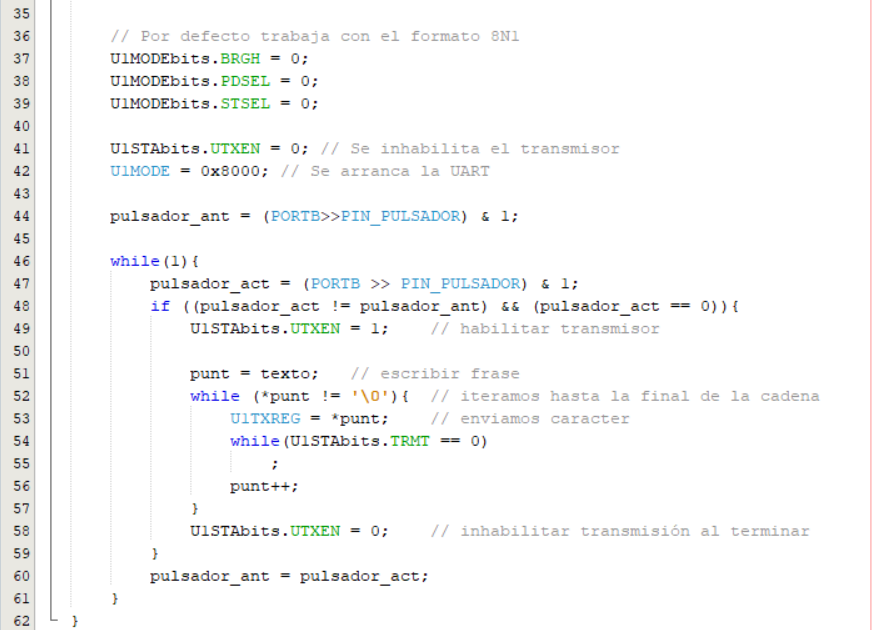 35
36 // Por defecto trabaja con el formato 8N1
37 U1MODEbits.BRGH = 0;
38 U1MODEbits.PDSEL = 0;
39 U1MODEbits.STSEL = 0;
40
41 U1STAbits.UTXEN = 0; // Se inhabilita el transmisor
42 U1MODE = 0x8000; // Se arranca la UART
43
44 pulsador_ant = (PORTB>>PIN_PULSADOR) & 1;
45
46 while(1){
47 pulsador_act = (PORTB >> PIN_PULSADOR) & 1;
48 if ((pulsador_act != pulsador_ant) && (pulsador_act == 0)){
49 U1STAbits.UTXEN = 1; // habilitar transmisor
50
51 punt = texto; // escribir frase
52 while (*punt != '\0'){ // iteramos hasta la final de la cadena
53 U1TXREG = *punt; // enviamos caracter
54 while(U1STAbits.TRMT == 0)
55 ;
56 punt++;
57 }
58 U1STAbits.UTXEN = 0; // inhabilitar transmisión al terminar
59 }
60 pulsador_ant = pulsador_act;
61 }
62 }